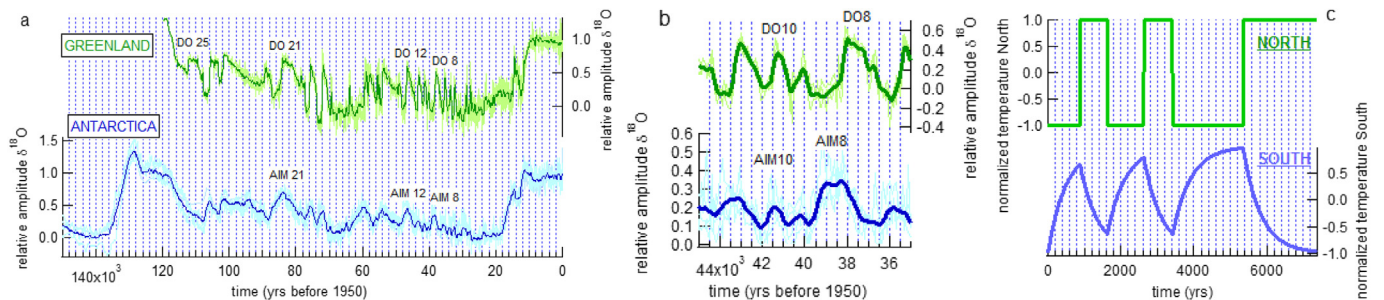 a
GREENLAND
DO 25
DO 21
DO 12
DO 8
1.0
0.5
0.0
relative amplitude δ18O
ANTARCTICA
1.5
1.0
0.5
0.0
relative amplitude δ18O
AIM 21
AIM 12
AIM 8
140x10³ 120 100 80 60 40 20 0
time (yrs before 1950)
b
DO10
DO8
0.6
0.4
0.2
0.0
-0.2
-0.4
relative amplitude δ18O
0.6
0.5
0.4
0.3
0.2
0.1
0.0
relative amplitude δ18O
AIM10
AIM8
44x10³ 42 40 38 36
time (yrs before 1950)
c
NORTH
1.0
0.5
0.0
-0.5
-1.0
normalized temperature North
SOUTH
0.5
0.0
-0.5
-1.0
normalized temperature South
0 2000 4000 6000
time (yrs)